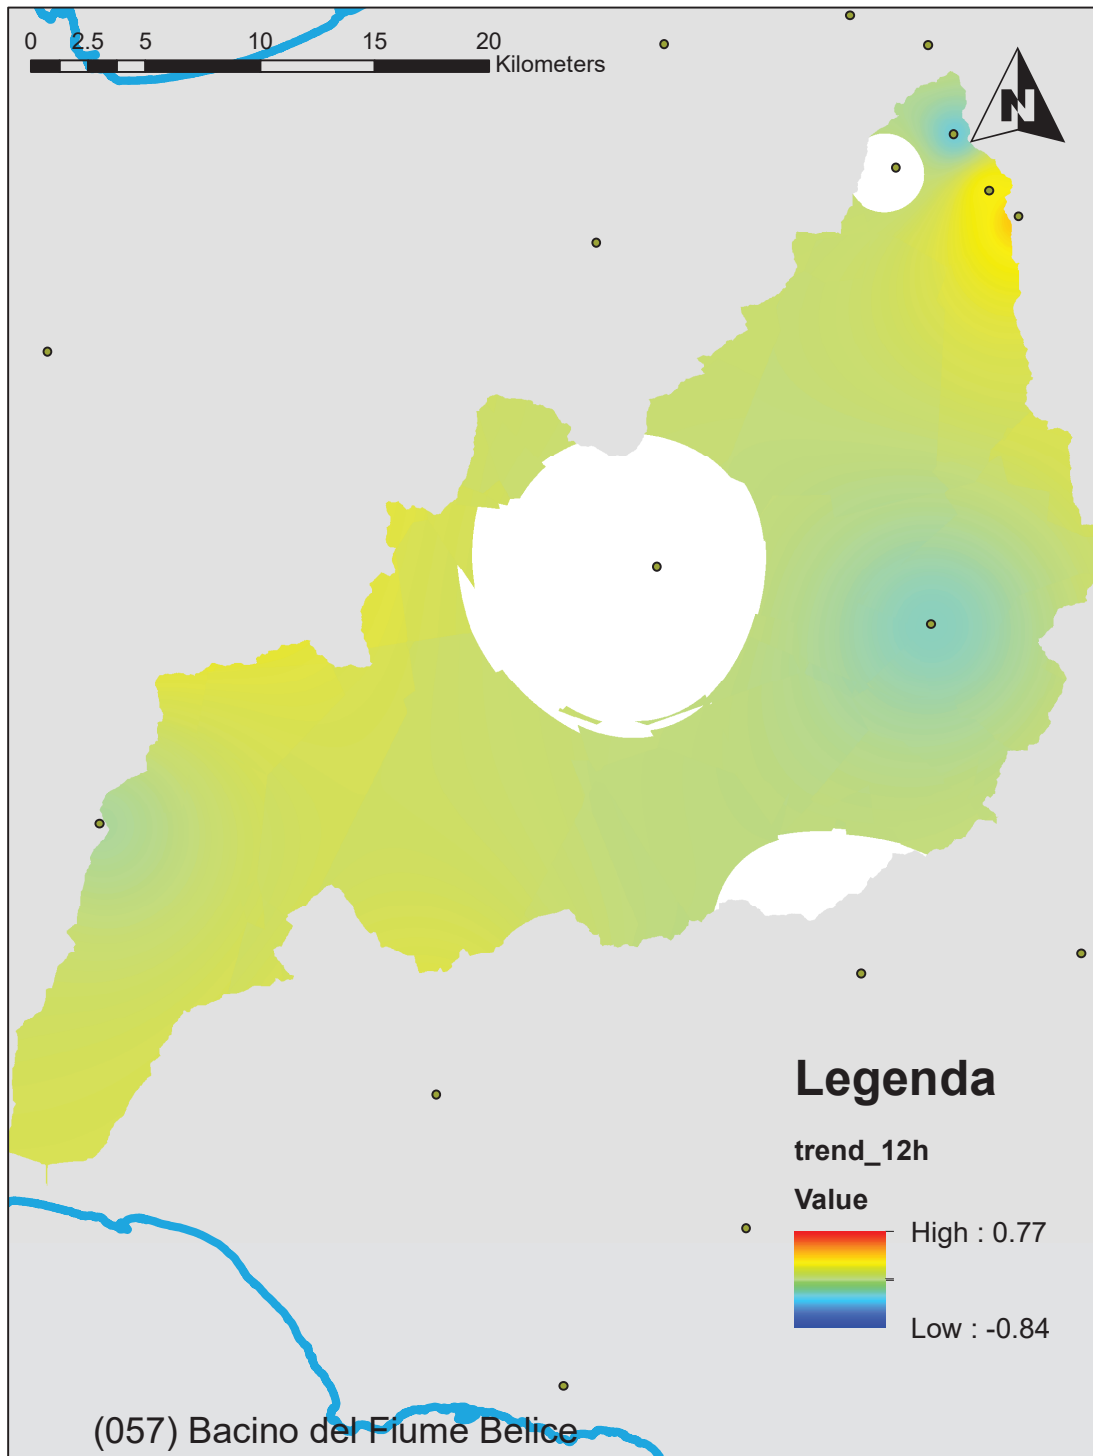 0 2.5 5 10 15 20
Kilometers
N
Legenda
trend_12h
Value
High : 0.77
Low : -0.84
(057) Bacino del Fiume Belice